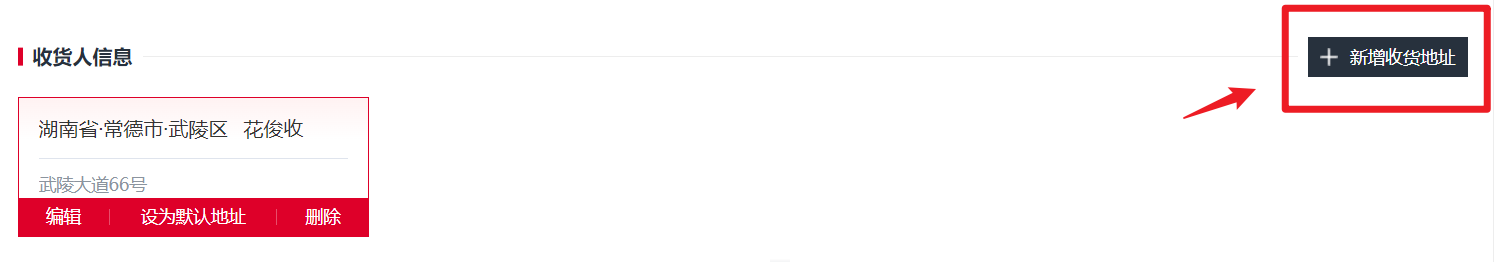 收货人信息
新增收货地址
湖南省·常德市·武陵区 花俊收
武陵大道66号
编辑 设为默认地址 删除